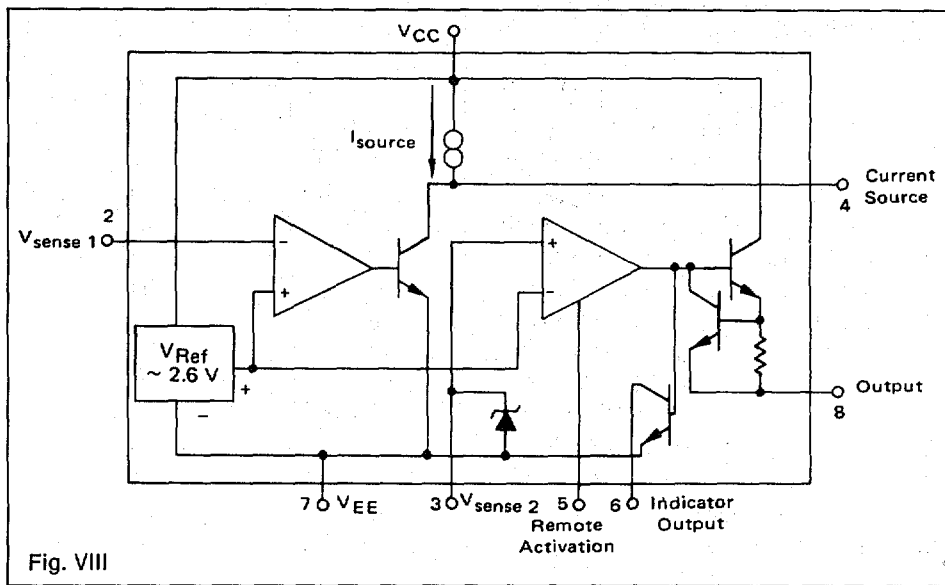 VCC
Isource
Current
Source
4
2
Vsense 1
-
+
+
-
VRef
~ 2.6 V
+
-
Output
8
7
VEE
3
Vsense 2
5
Remote
Activation
6
Indicator
Output
Fig. VIII